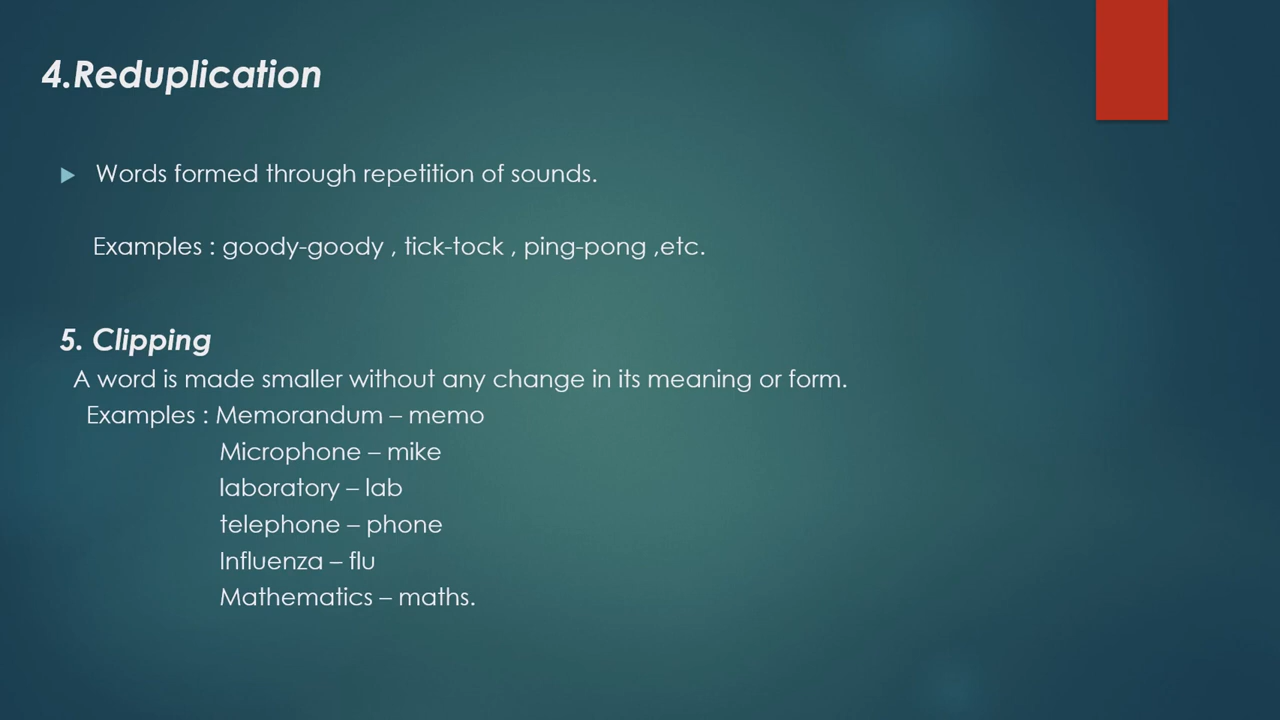 4.Reduplication
Words formed through repetition of sounds.
Examples : goody-goody , tick-tock , ping-pong ,etc.
5. Clipping
A word is made smaller without any change in its meaning or form.
Examples : Memorandum – memo
Microphone – mike
laboratory – lab
telephone – phone
Influenza – flu
Mathematics – maths.